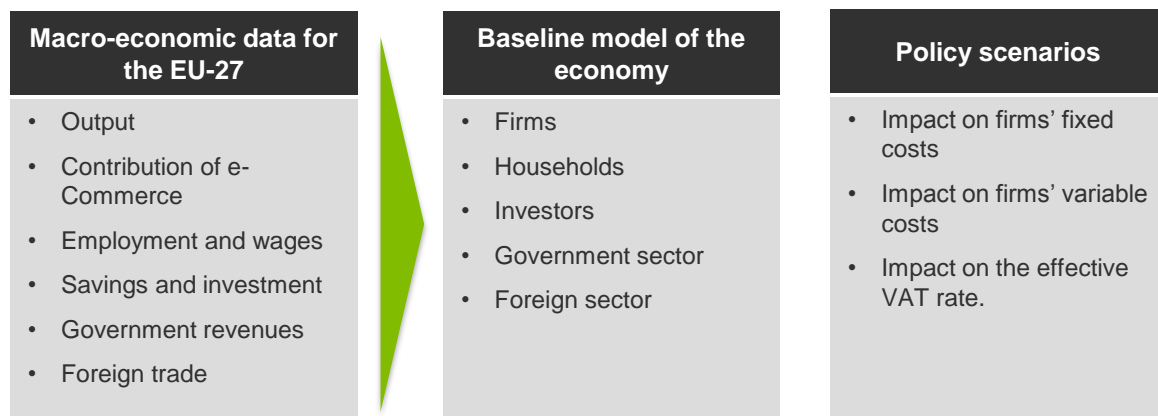 Macro-economic data for
the EU-27
• Output
• Contribution of e-
Commerce
• Employment and wages
• Savings and investment
• Government revenues
• Foreign trade
Baseline model of the
economy
• Firms
• Households
• Investors
• Government sector
• Foreign sector
Policy scenarios
• Impact on firms’ fixed
costs
• Impact on firms’ variable
costs
• Impact on the effective
VAT rate.